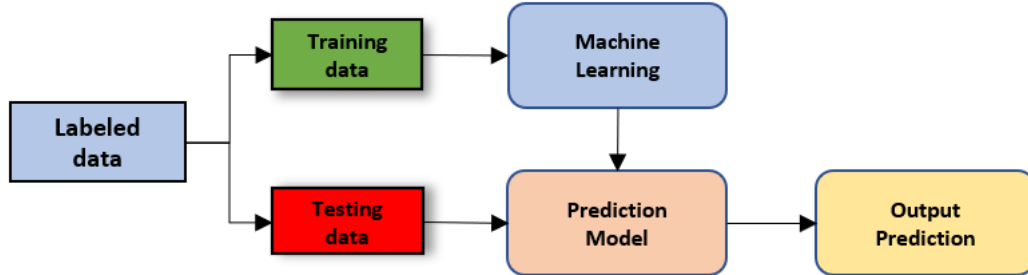 Labeled
data
Training
data
Machine
Learning
Testing
data
Prediction
Model
Output
Prediction